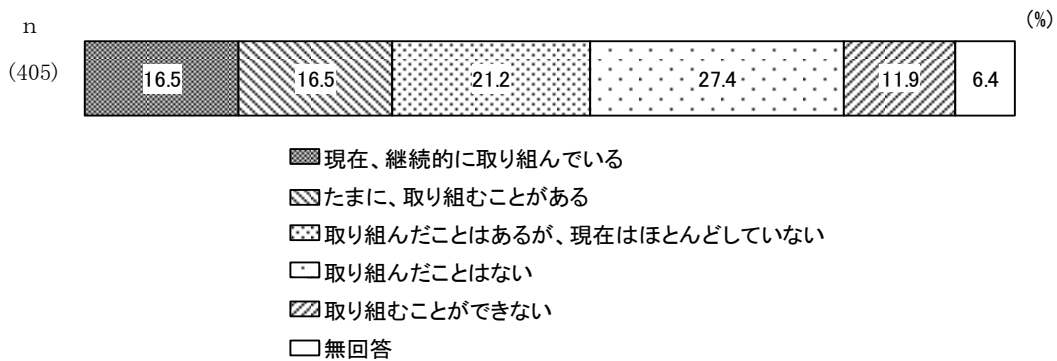 (%)
n
(405)
16.5 16.5 21.2 27.4 11.9 6.4
現在、継続的に取り組んでいる
たまに、取り組むことがある
取り組んだことはあるが、現在はほとんどしていない
取り組んだことはない
取り組むことができない
無回答